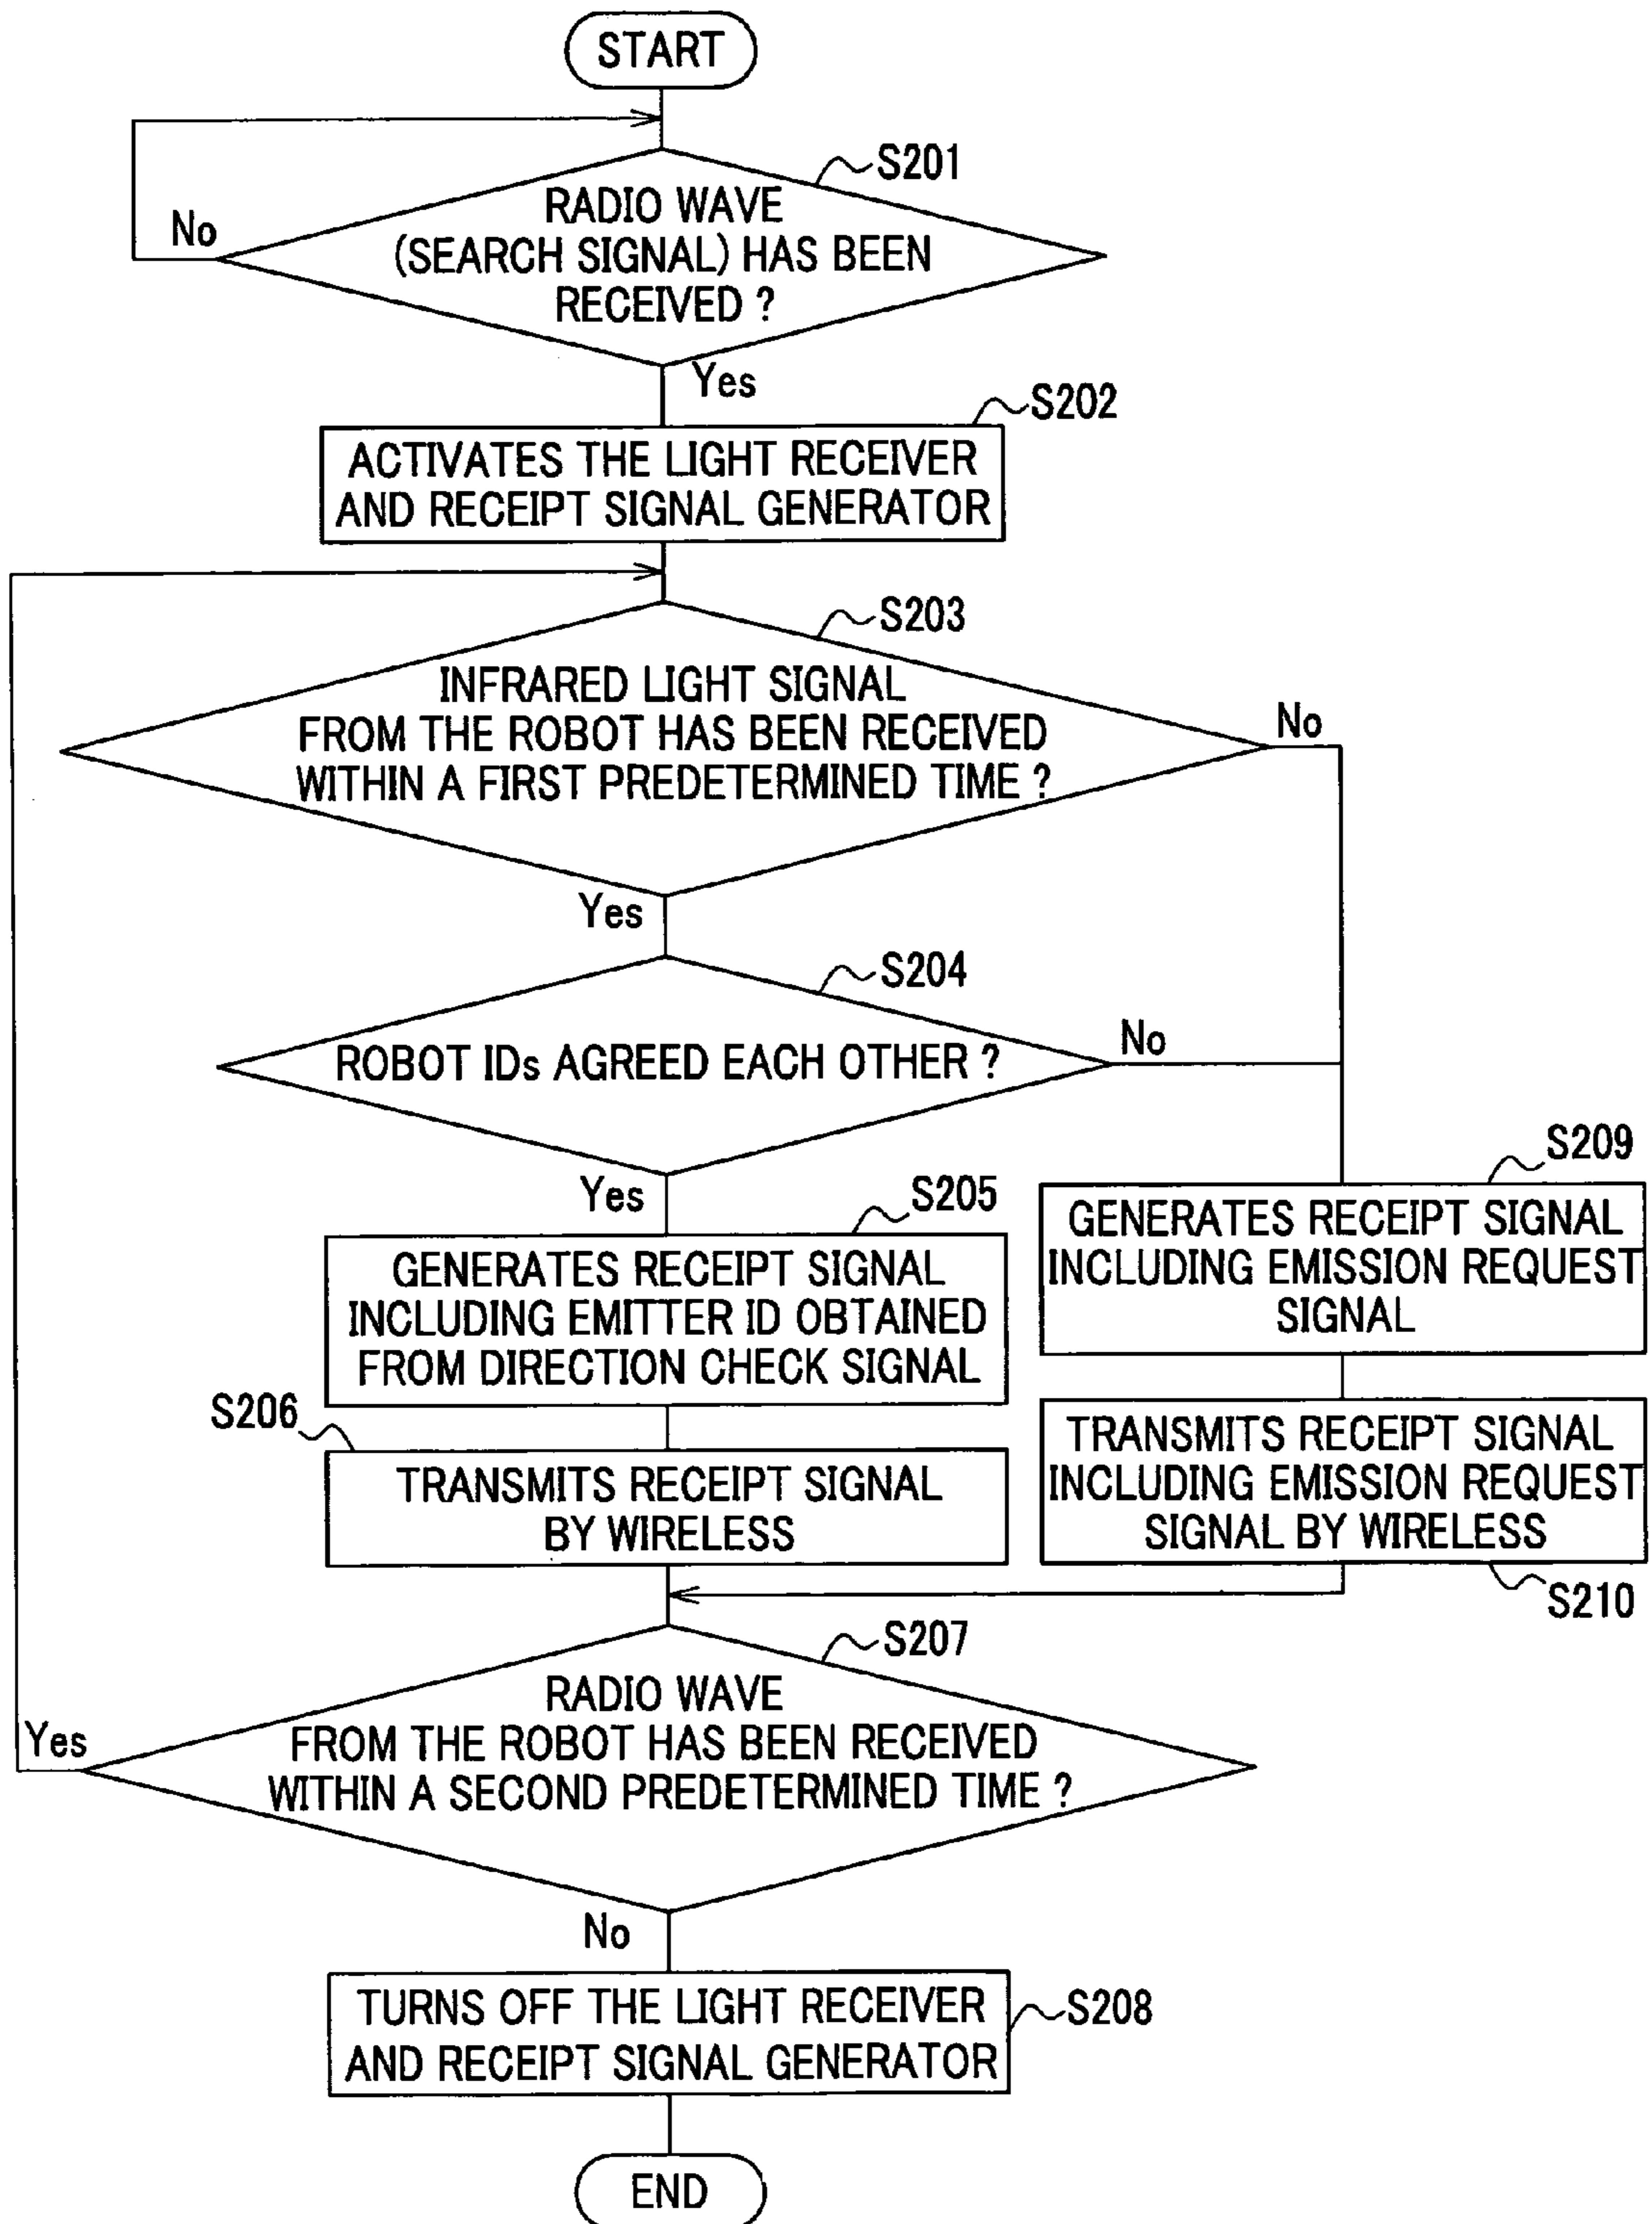 START
S201
RADIO WAVE
(SEARCH SIGNAL) HAS BEEN
RECEIVED ?
No
Yes
S202
ACTIVATES THE LIGHT RECEIVER
AND RECEIPT SIGNAL GENERATOR
S203
INFRARED LIGHT SIGNAL
FROM THE ROBOT HAS BEEN RECEIVED
WITHIN A FIRST PREDETERMINED TIME ?
No
Yes
S204
ROBOT IDs AGREED EACH OTHER ?
No
Yes
S205
GENERATES RECEIPT SIGNAL
INCLUDING EMITTER ID OBTAINED
FROM DIRECTION CHECK SIGNAL
S209
GENERATES RECEIPT SIGNAL
INCLUDING EMISSION REQUEST
SIGNAL
S206
TRANSMITS RECEIPT SIGNAL
BY WIRELESS
TRANSMITS RECEIPT SIGNAL
INCLUDING EMISSION REQUEST
SIGNAL BY WIRELESS
S210
S207
RADIO WAVE
FROM THE ROBOT HAS BEEN RECEIVED
WITHIN A SECOND PREDETERMINED TIME ?
Yes
No
TURNS OFF THE LIGHT RECEIVER
AND RECEIPT SIGNAL GENERATOR
S208
END